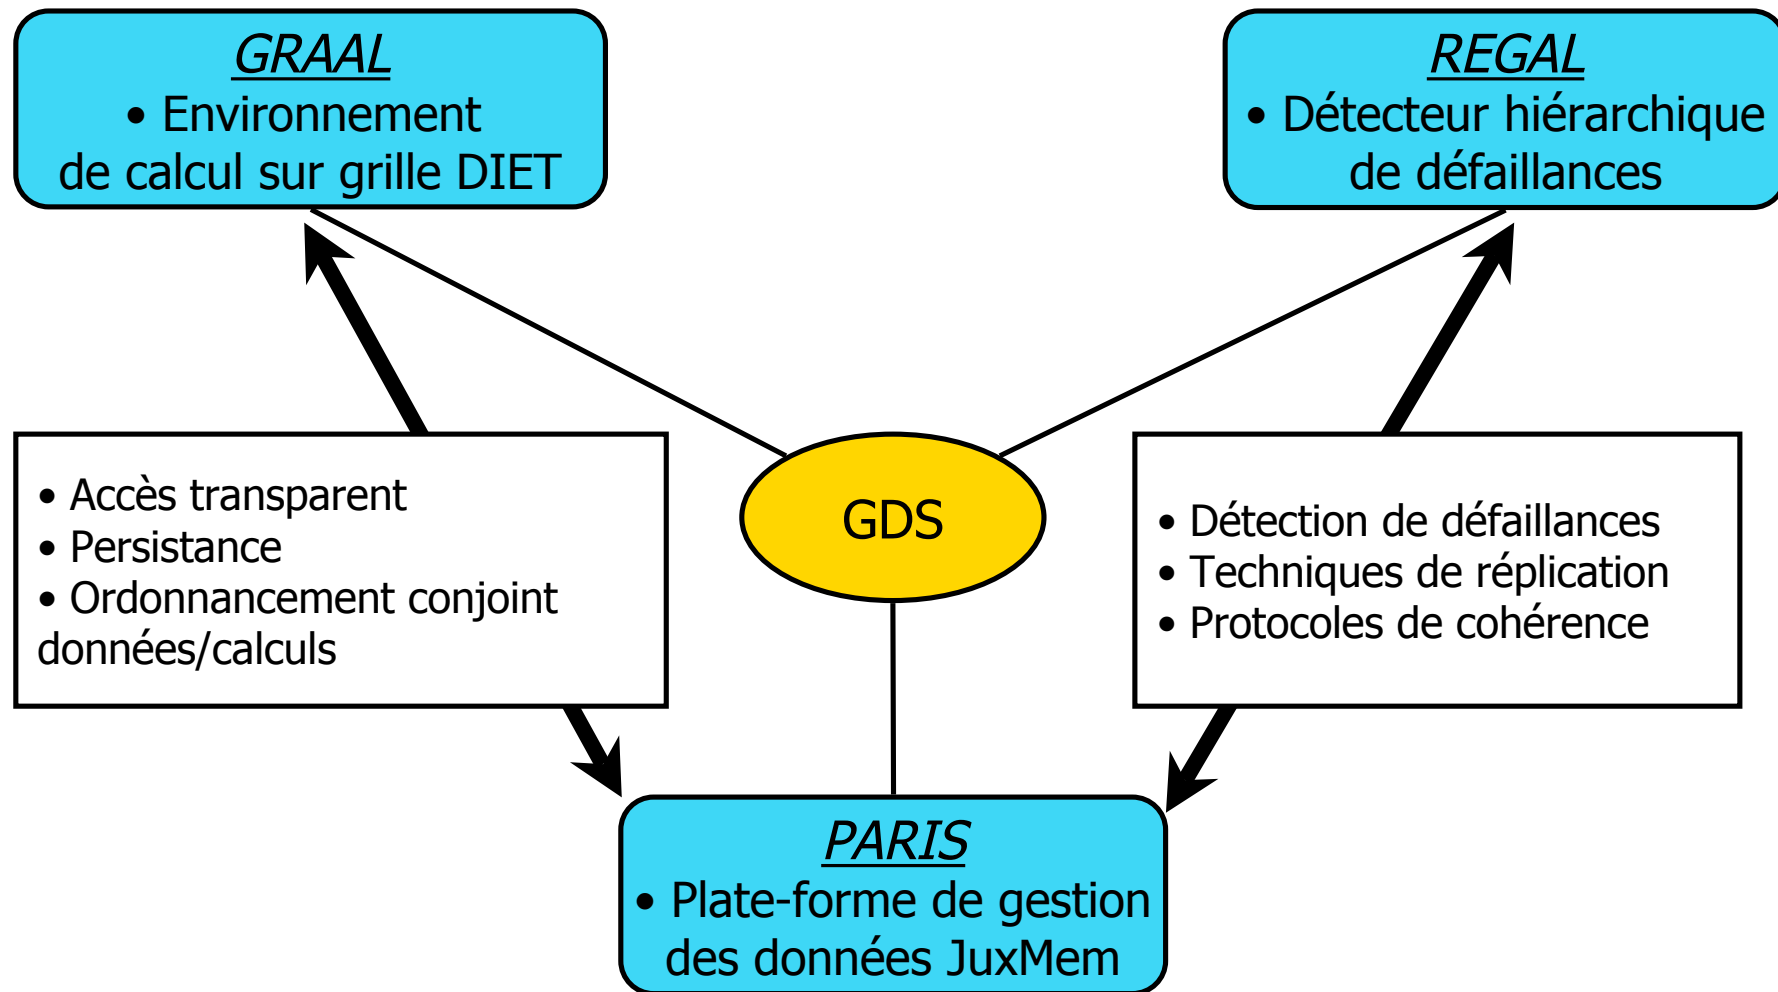 GRAAL
• Environnement
de calcul sur grille DIET
REGAL
• Détecteur hiérarchique
de défaillances
• Accès transparent
• Persistance
• Ordonnancement conjoint
données/calculs
GDS
• Détection de défaillances
• Techniques de réplication
• Protocoles de cohérence
PARIS
• Plate-forme de gestion
des données JuxMem